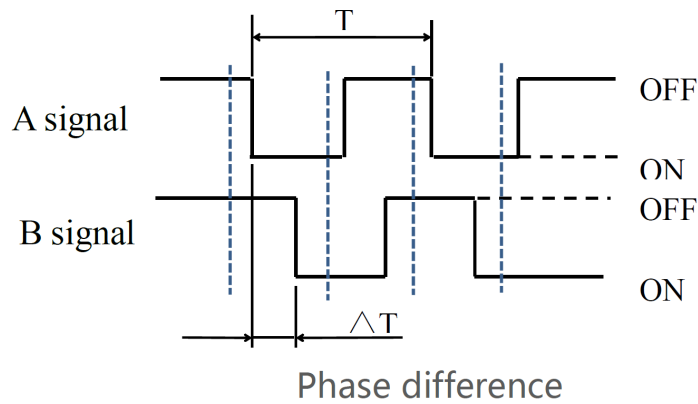 T
OFF
A signal
ON
OFF
B signal
ON
△T
Phase difference